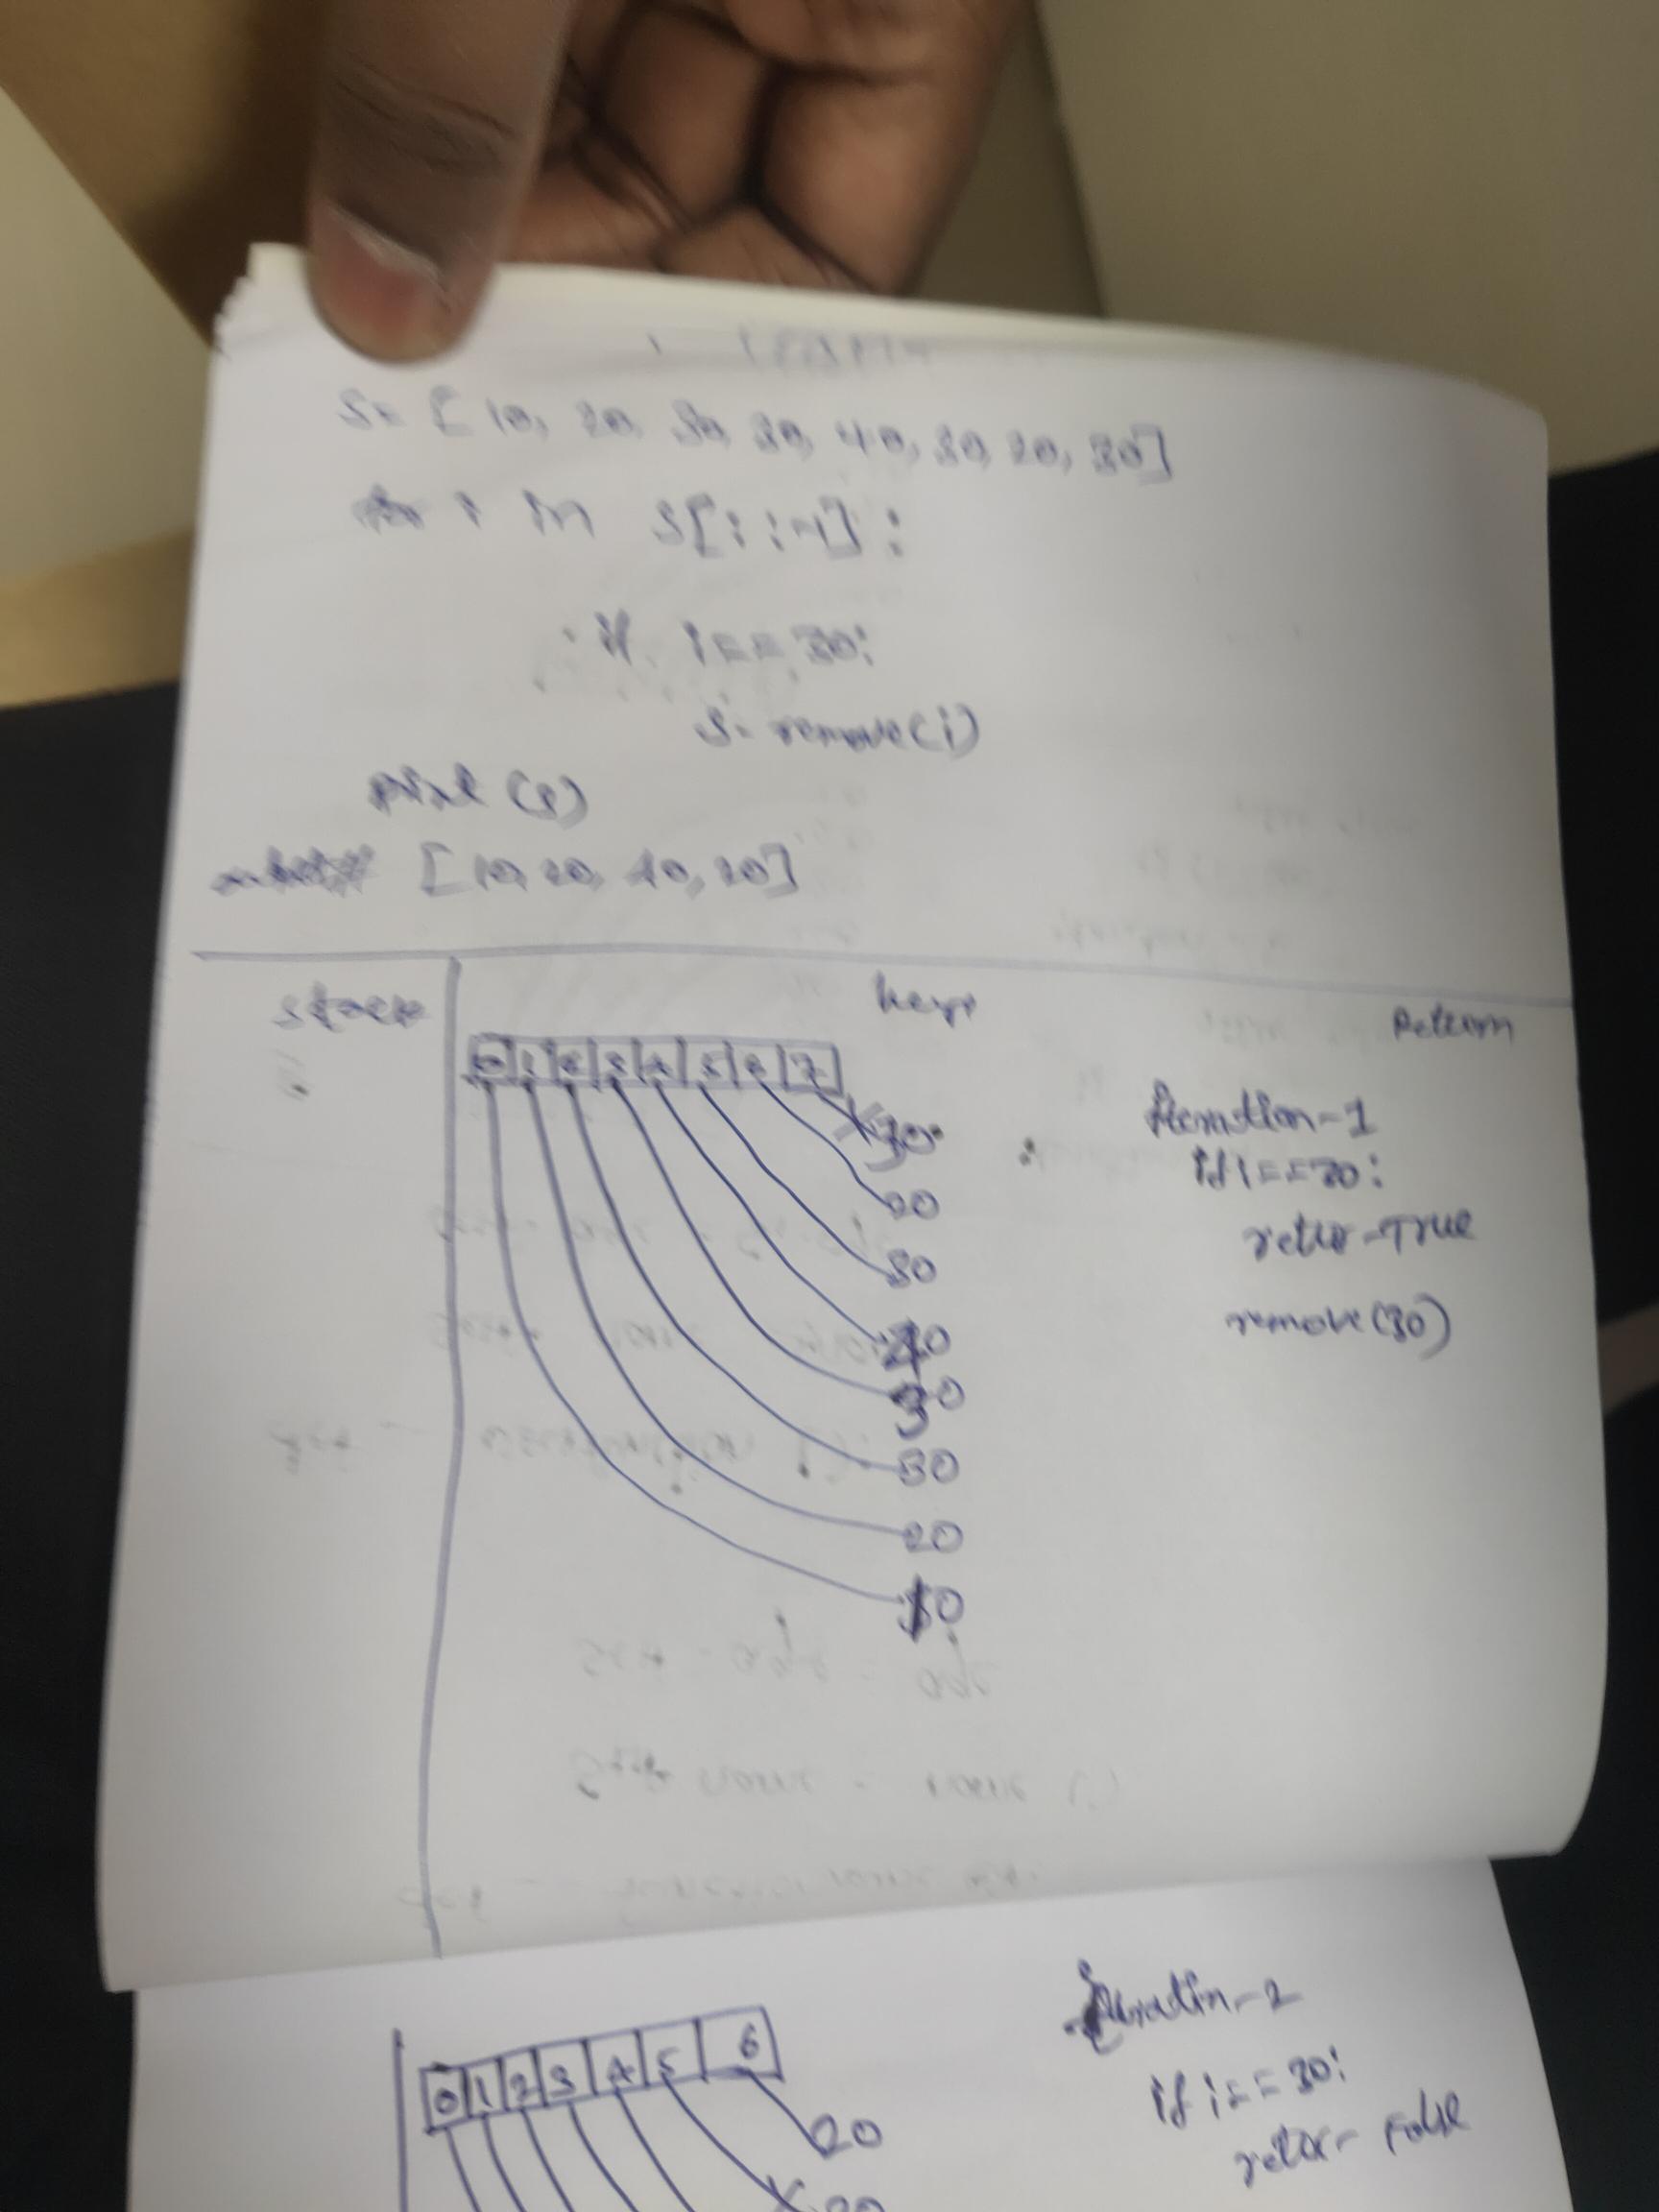 S= [10, 20, 30, 30, 40, 30, 20, 30]
for i in s[::-1]:
if i==30:
s.remove(i)
print(s)
[10, 20, 40, 20]
stack heap Return
0 1 2 3 4 5 6 7
30
20
30
40
30
30
20
10
Iteration-1
if i==30:
retur-True
remove(30)
Iteration-2
if i==30:
retur- False
0 1 2 3 4 5 6
20